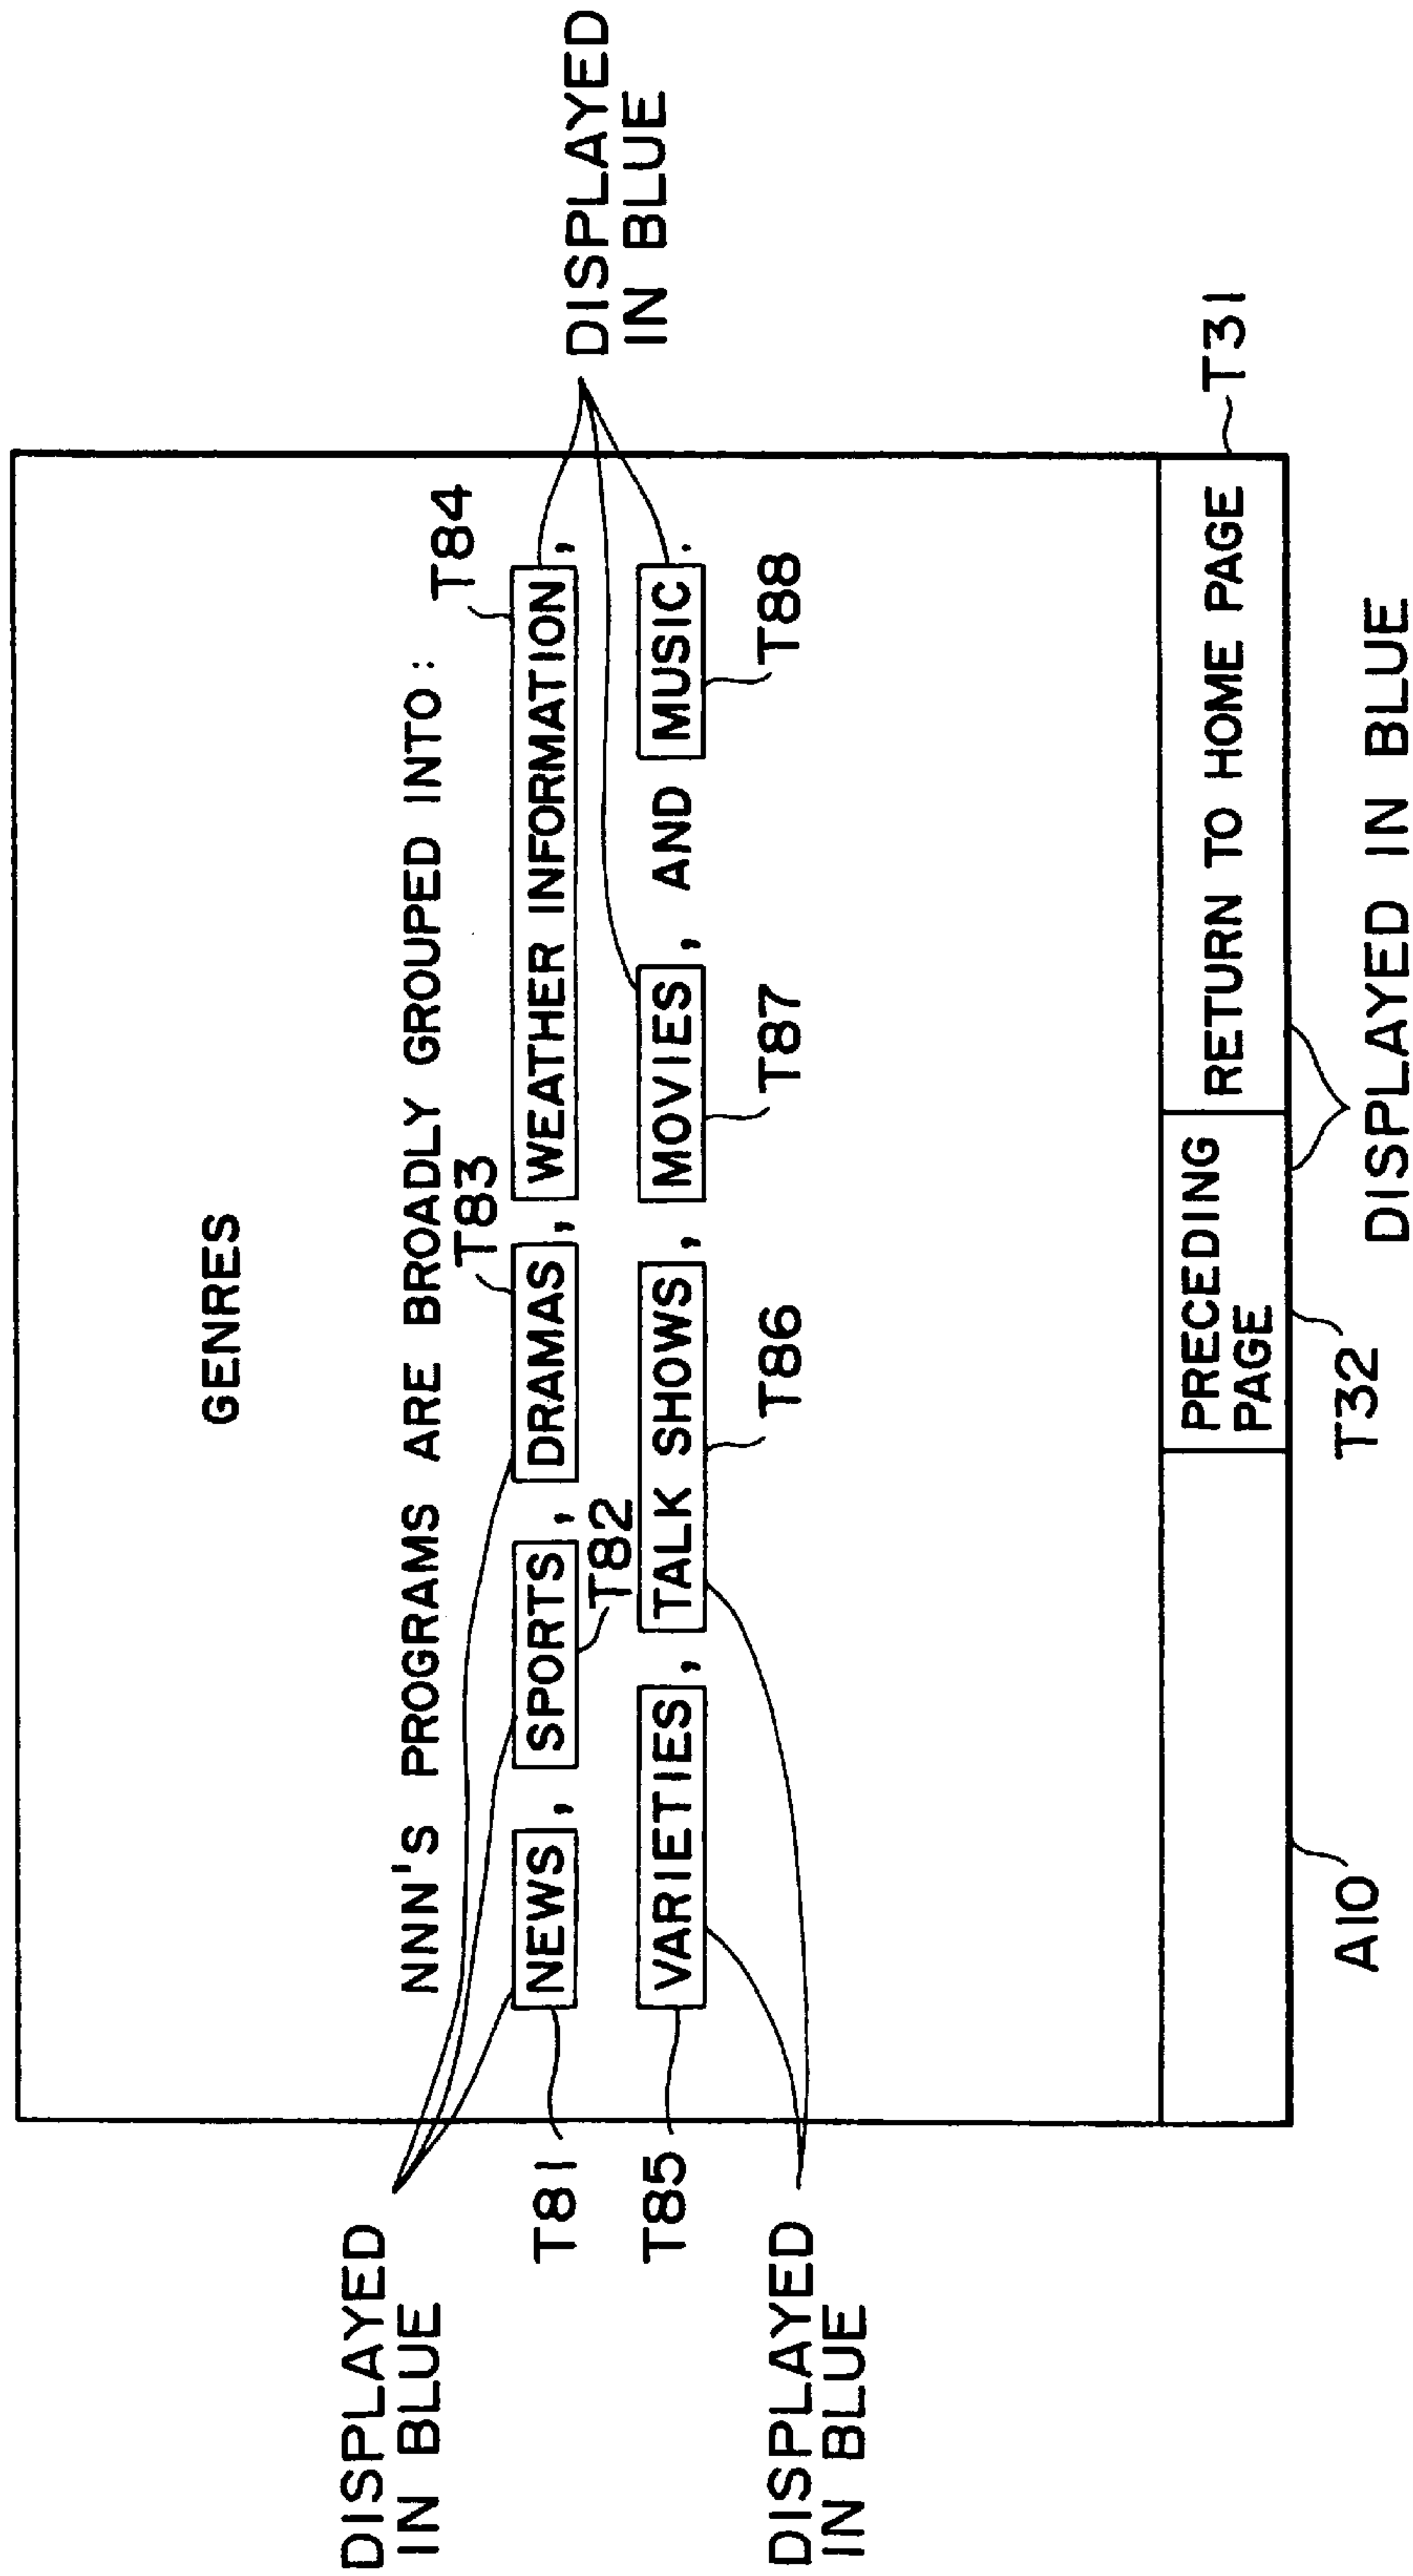 GENRES
NNN'S PROGRAMS ARE BROADLY GROUPED INTO:
DISPLAYED
IN BLUE
T83
T84
NEWS, SPORTS, DRAMAS, WEATHER INFORMATION,
T81
T82
DISPLAYED
IN BLUE
VARIETIES, TALK SHOWS, MOVIES, AND MUSIC.
T85
T86
T87
T88
DISPLAYED
IN BLUE
PRECEDING
PAGE
RETURN TO HOME PAGE
T31
A10
T32
DISPLAYED IN BLUE